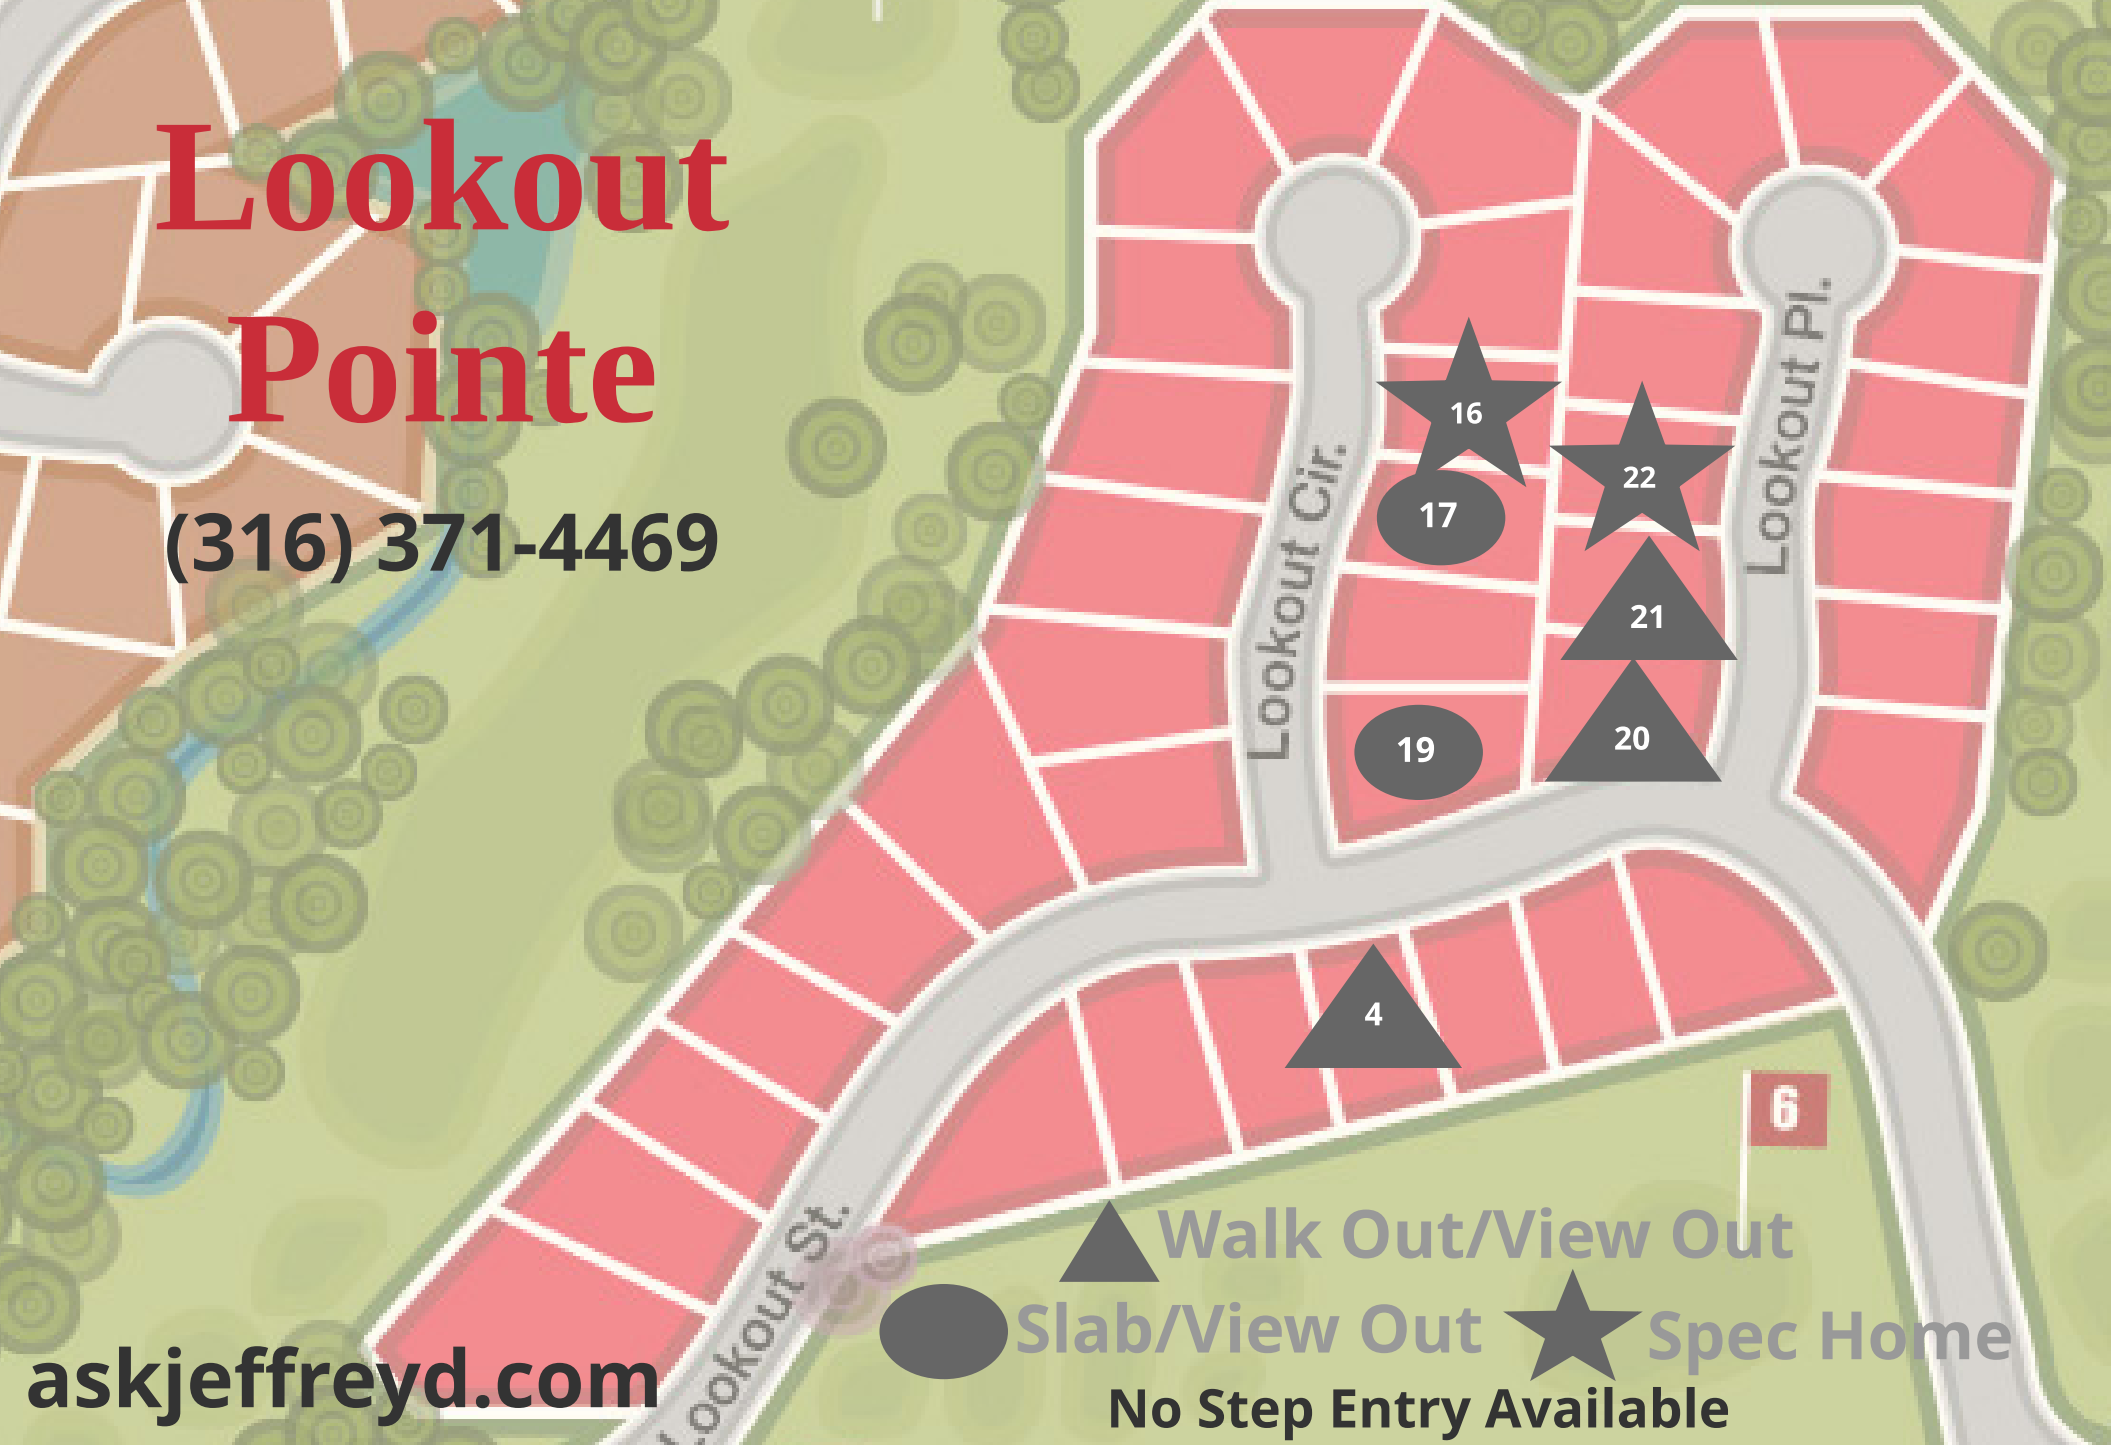 Lookout
Pointe
(316) 371-4469
Lookout Cir.
Lookout Pl.
16
22
17
21
19
20
4
6
Lookout St.
Walk Out/View Out
Slab/View Out
Spec Home
askjeffreyd.com
No Step Entry Available